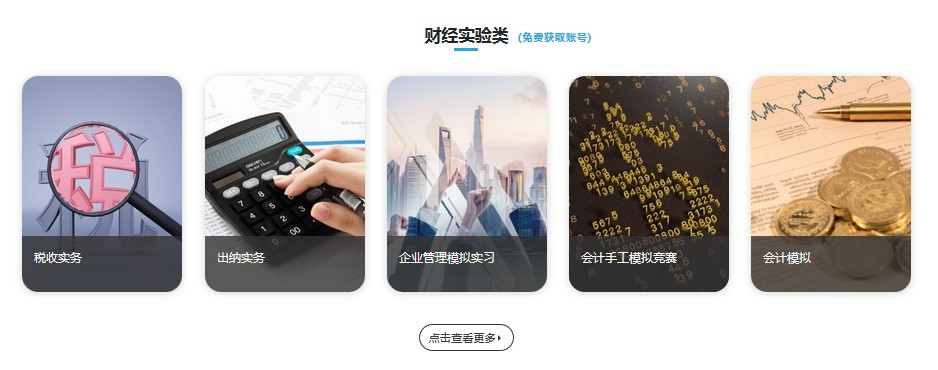 财经实验类 (免费获取账号)
税
税收实务
出纳实务
企业管理模拟实习
会计手工模拟竞赛
会计模拟
点击查看更多